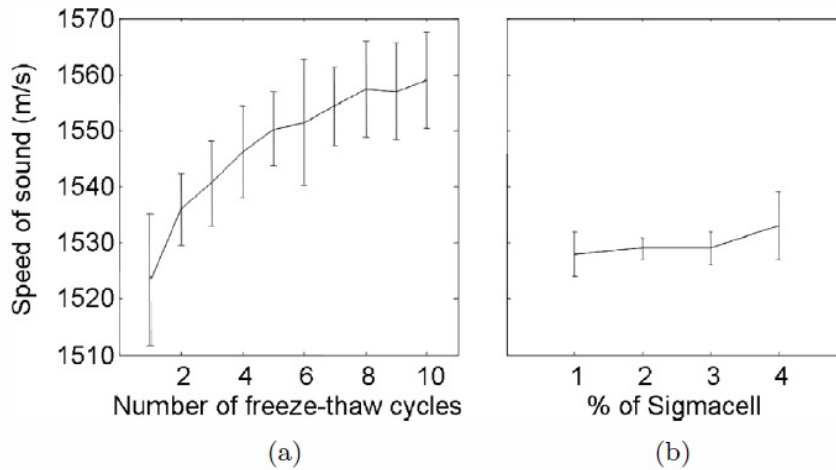 Speed of sound (m/s)
1570
1560
1550
1540
1530
1520
1510
2 4 6 8 10
Number of freeze-thaw cycles
(a)
1 2 3 4
% of Sigmacell
(b)